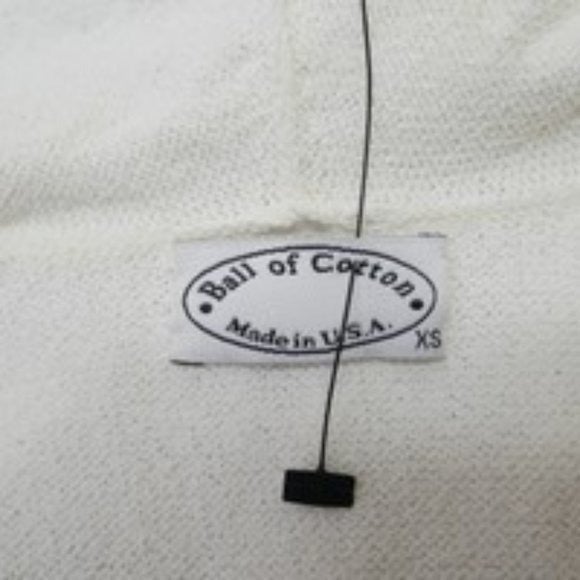 Ball of Cotton
Made in U.S.A.
XS